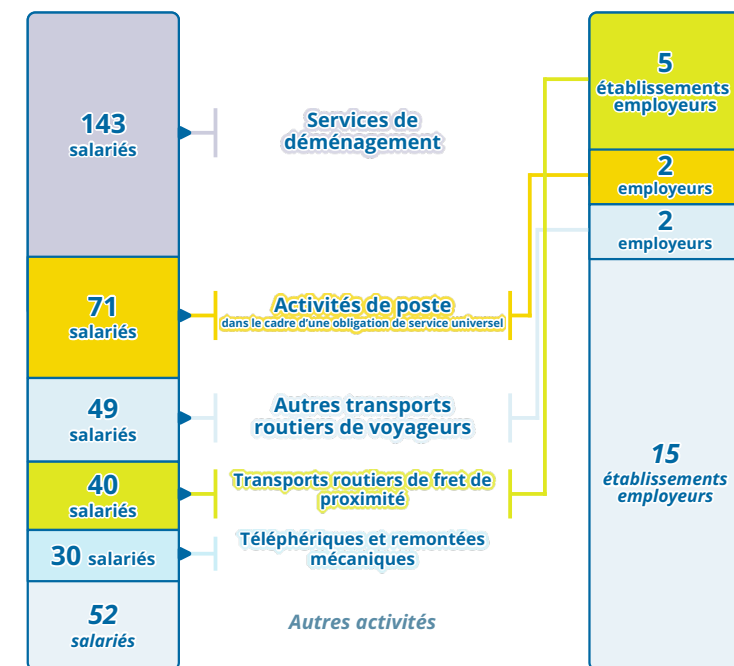 143
salariés
Services de
déménagement
5
établissements
employeurs
2
employeurs
2
employeurs
71
salariés
Activités de poste
dans le cadre d'une obligation de service universel
49
salariés
Autres transports
routiers de voyageurs
40
salariés
Transports routiers de fret de
proximité
15
établissements
employeurs
30 salariés
Téléphériques et remontées
mécaniques
52
salariés
Autres activités